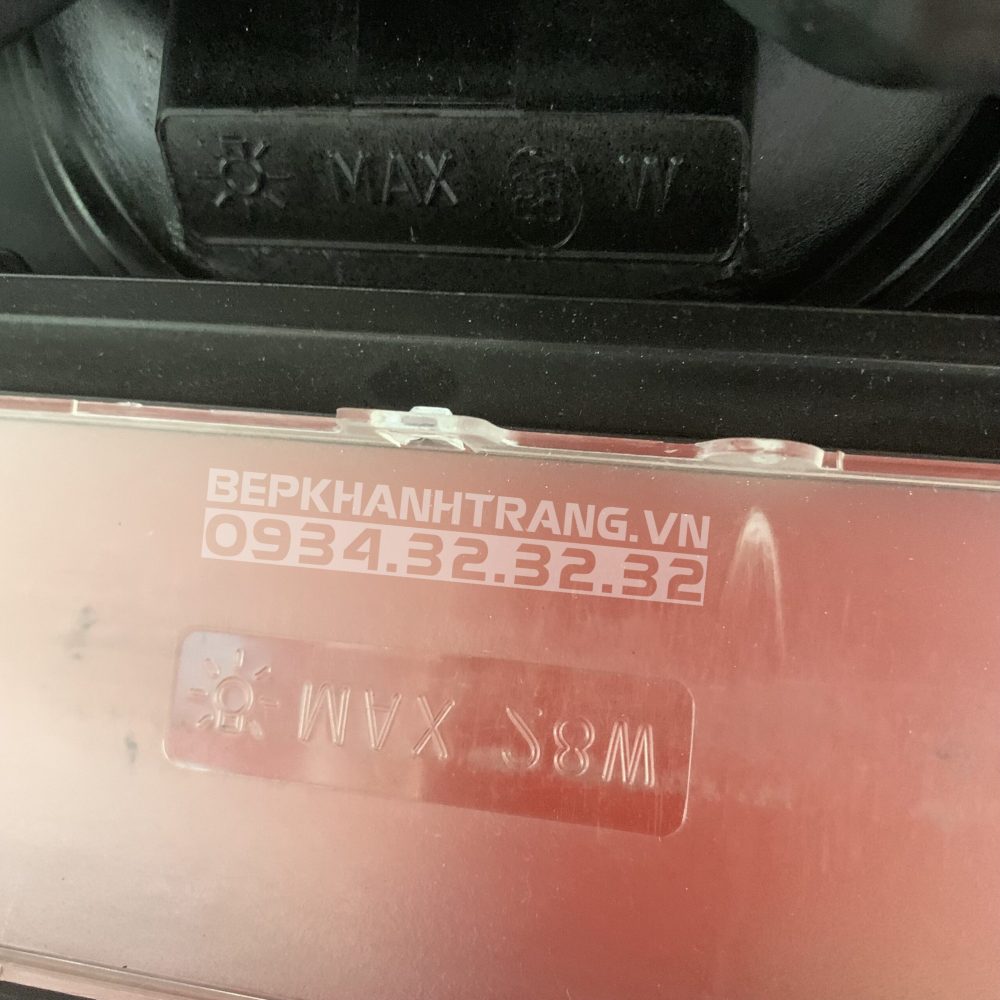 MAX W
BEPKHANHTRANG.VN
0934.32.32.32
MAX 28W